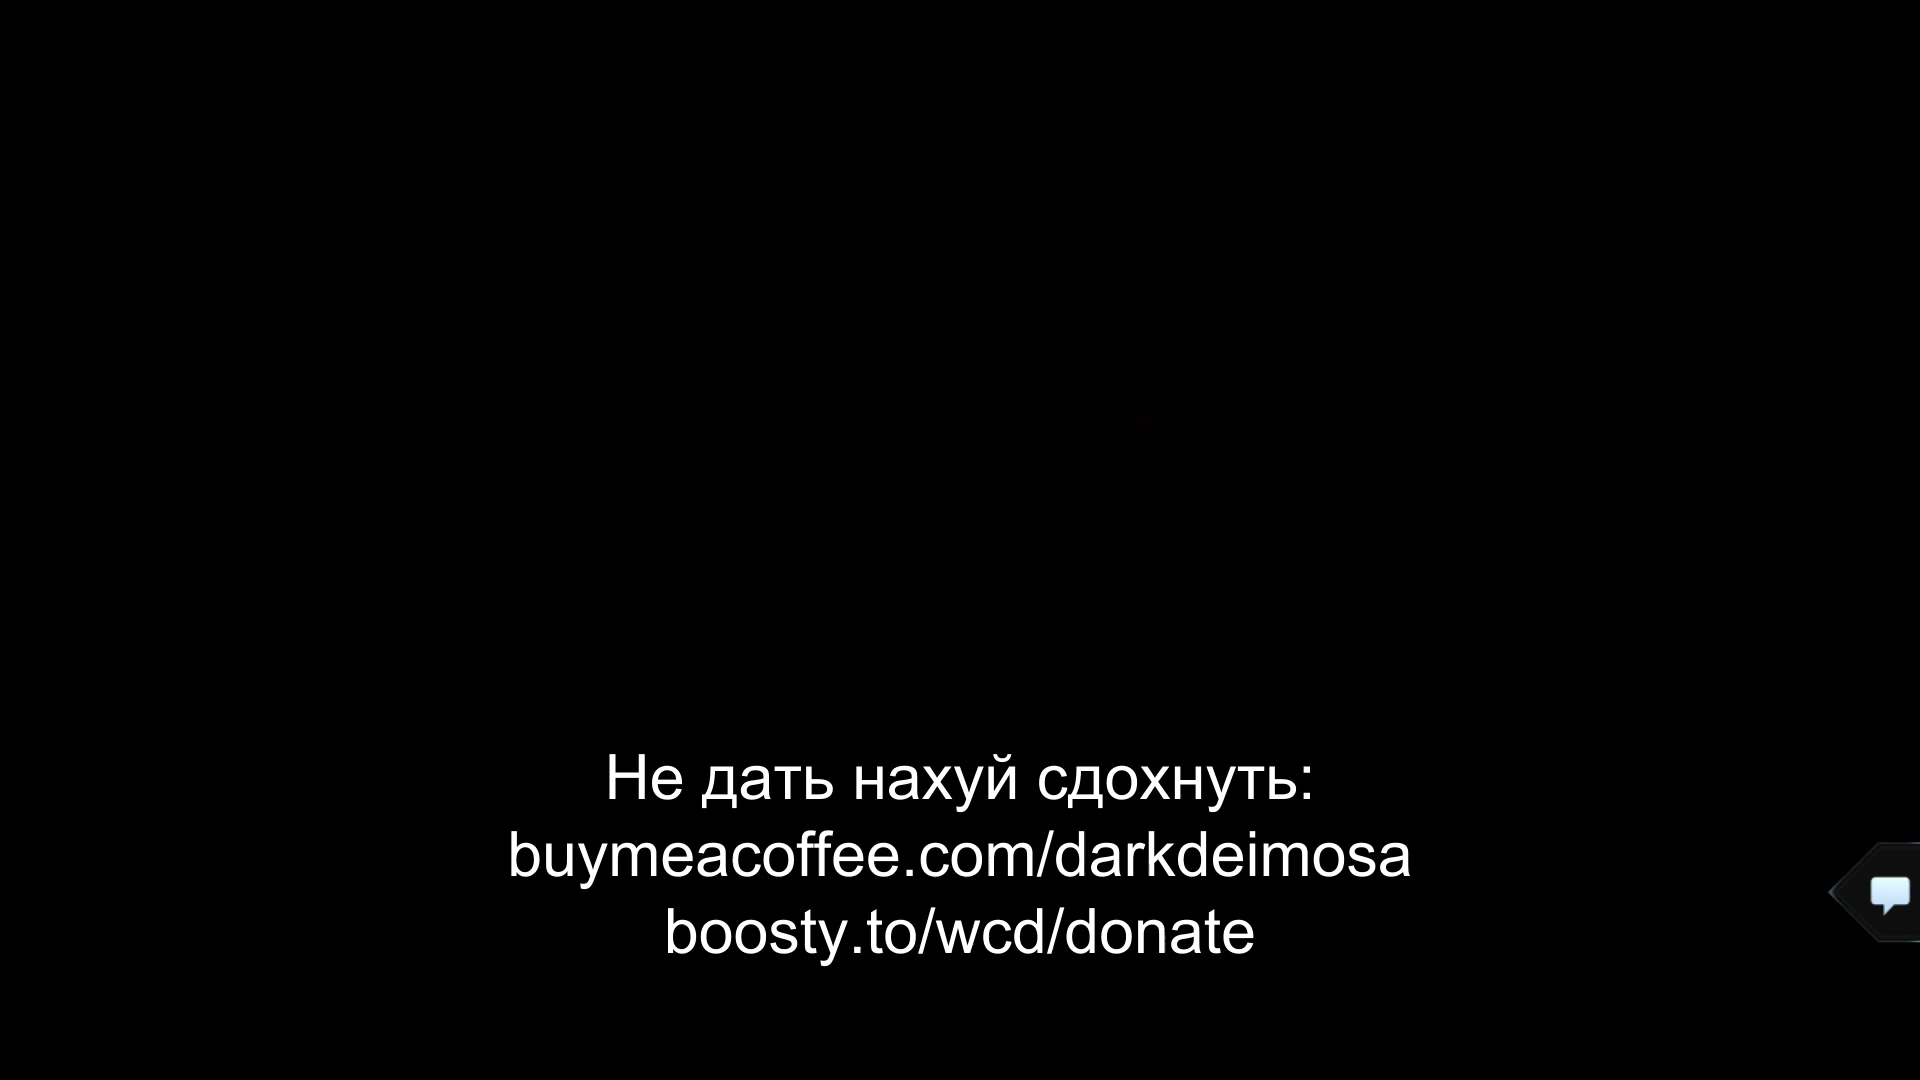 Не дать нахуй сдохнуть:
buymeacoffee.com/darkdeimosa
boosty.to/wcd/donate